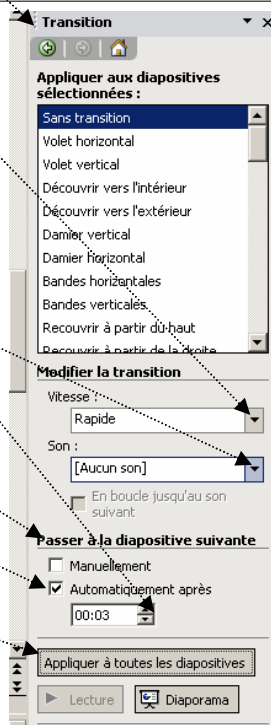 Transition
Appliquer aux diapositives
sélectionnées :
Sans transition
Volet horizontal
Volet vertical
Découvrir vers l'intérieur
Découvrir vers l'extérieur
Damier vertical
Damier horizontal
Bandes horizontales
Bandes verticales
Recouvrir à partir du haut
Recouvrir à partir de la droite
Modifier la transition
Vitesse :
Rapide
Son :
[Aucun son]
En boucle jusqu'au son
suivant
Passer à la diapositive suivante
Manuellement
Automatiquement après
00:03
Appliquer à toutes les diapositives
Lecture
Diaporama